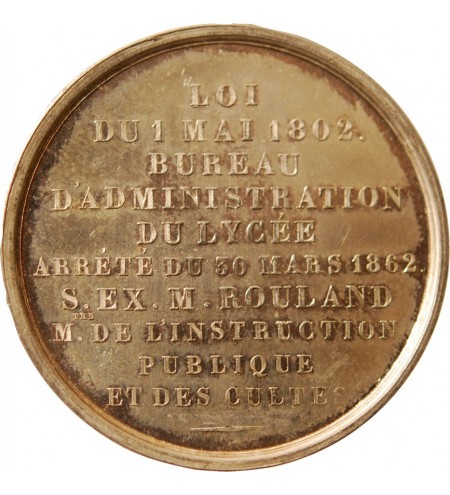 LOI
DU 1 MAI 1802.
BUREAU
D'ADMINISTRATION
DU LYCÉE
ARRÊTÉ DU 30 MARS 1862.
S. EX. M. ROULAND
M.TRE DE L'INSTRUCTION
PUBLIQUE
ET DES CULTES